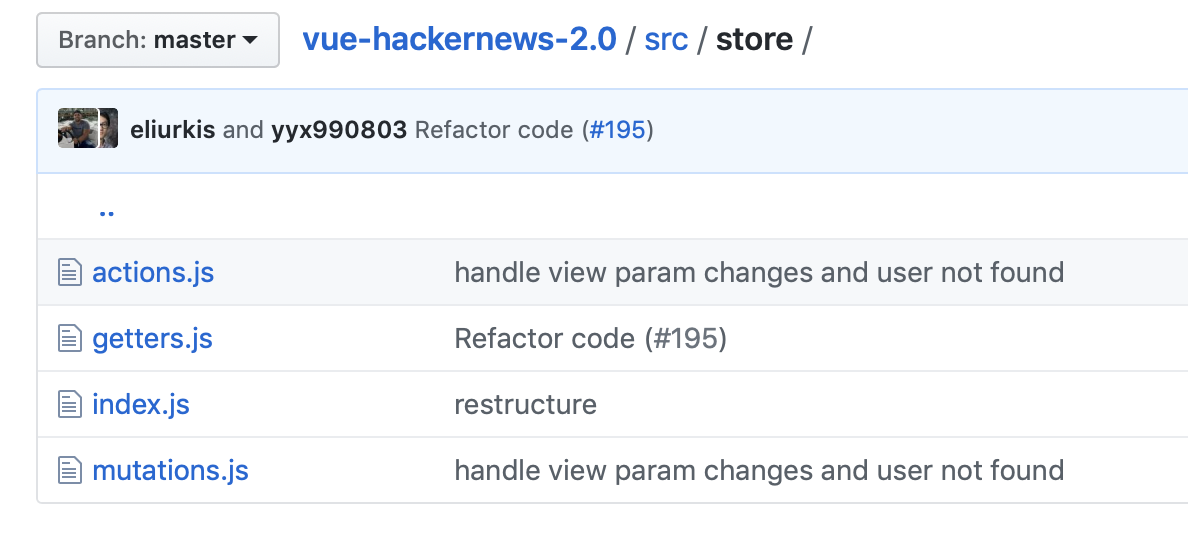 Branch: master vue-hackernews-2.0 / src / store /
eliurkis and yyx990803 Refactor code (#195)
..
actions.js handle view param changes and user not found
getters.js Refactor code (#195)
index.js restructure
mutations.js handle view param changes and user not found